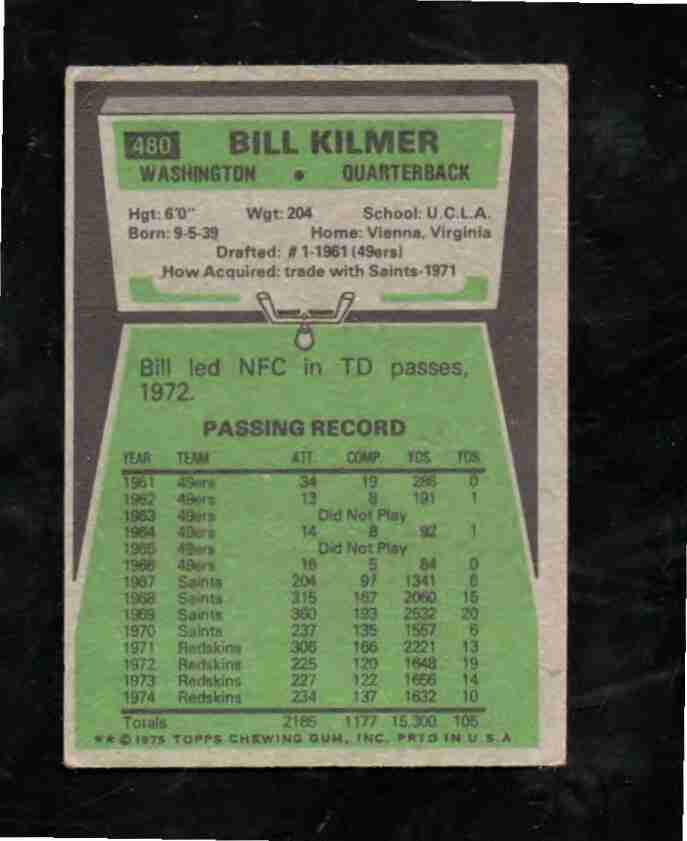 480 BILL KILMER
WASHINGTON • QUARTERBACK
Hgt: 6'0" Wgt: 204 School: U.C.L.A.
Born: 9-5-39 Home: Vienna, Virginia
Drafted: # 1-1961 (49ers)
How Acquired: trade with Saints-1971
Bill led NFC in TD passes,
1972.
PASSING RECORD
YEAR TEAM ATT. COMP. YDS. TDS.
1961 49ers 34 19 286 0
1962 49ers 13 8 191 1
1963 49ers Did Not Play
1964 49ers 14 8 92 1
1965 49ers Did Not Play
1966 49ers 16 5 84 0
1967 Saints 204 97 1341 6
1968 Saints 315 167 2060 15
1969 Saints 360 193 2532 20
1970 Saints 237 135 1557 6
1971 Redskins 306 166 2221 13
1972 Redskins 225 120 1648 19
1973 Redskins 227 122 1656 14
1974 Redskins 234 137 1632 10
Totals 2185 1177 15,300 105
** © 1975 TOPPS CHEWING GUM, INC. PRTD IN U.S.A